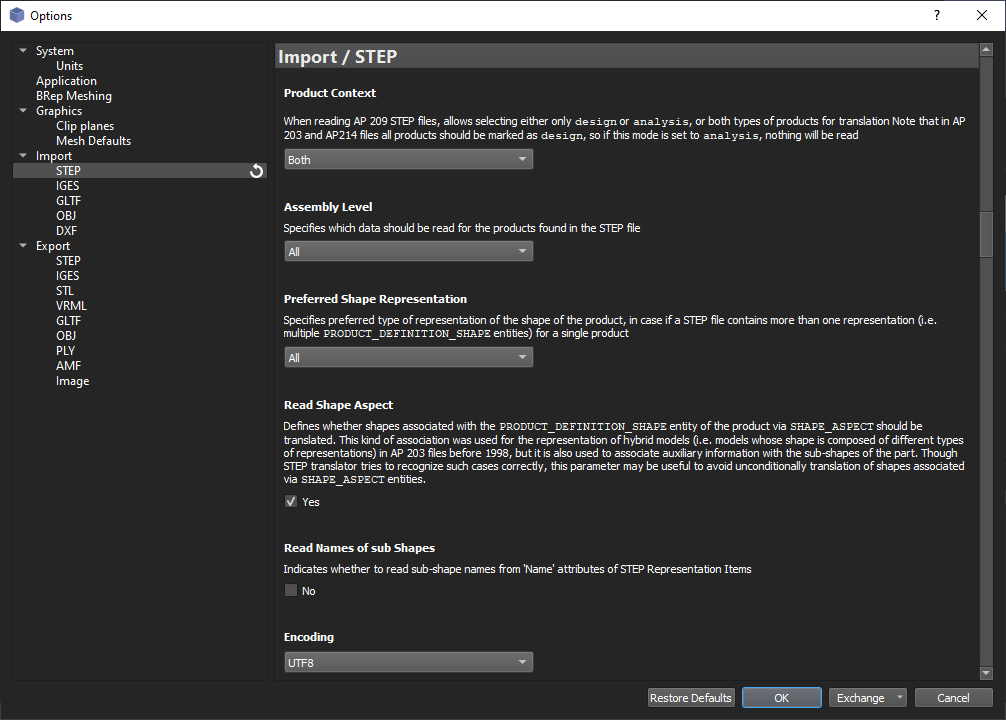 Options
?
System
Units
Application
BRep Meshing
Graphics
Clip planes
Mesh Defaults
Import
STEP
IGES
GLTF
OBJ
DXF
Export
STEP
IGES
STL
VRML
GLTF
OBJ
PLY
AMF
Image
Import / STEP
Product Context
When reading AP 209 STEP files, allows selecting either only design or analysis, or both types of products for translation Note that in AP
203 and AP214 files all products should be marked as design, so if this mode is set to analysis, nothing will be read
Both
Assembly Level
Specifies which data should be read for the products found in the STEP file
All
Preferred Shape Representation
Specifies preferred type of representation of the shape of the product, in case if a STEP file contains more than one representation (i.e.
multiple PRODUCT_DEFINITION_SHAPE entities) for a single product
All
Read Shape Aspect
Defines whether shapes associated with the PRODUCT_DEFINITION_SHAPE entity of the product via SHAPE_ASPECT should be
translated. This kind of association was used for the representation of hybrid models (i.e. models whose shape is composed of different types
of representations) in AP 203 files before 1998, but it is also used to associate auxiliary information with the sub-shapes of the part. Though
STEP translator tries to recognize such cases correctly, this parameter may be useful to avoid unconditionally translation of shapes associated
via SHAPE_ASPECT entities.
Yes
Read Names of sub Shapes
Indicates whether to read sub-shape names from 'Name' attributes of STEP Representation Items
No
Encoding
UTF8
Restore Defaults
OK
Exchange
Cancel